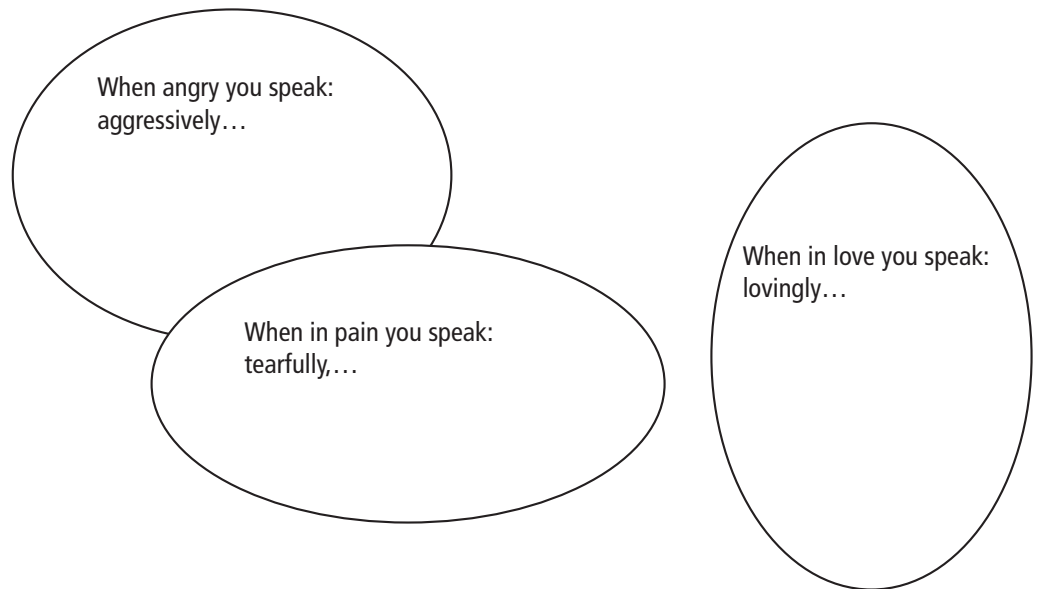 When angry you speak:
aggressively…
When in pain you speak:
tearfully,…
When in love you speak:
lovingly…